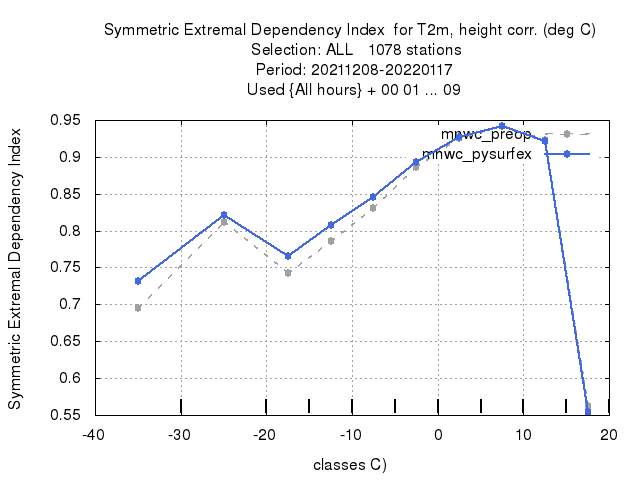 Symmetric Extremal Dependency Index  for T2m, height corr. (deg C)
Selection: ALL   1078 stations
Period: 20211208-20220117
Used {All hours} + 00 01 ... 09
Symmetric Extremal Dependency Index
0.95
0.9
0.85
0.8
0.75
0.7
0.65
0.6
0.55
mnwc_preop
mnwc_pysurfex
-40 -30 -20 -10 0 10 20
classes C)